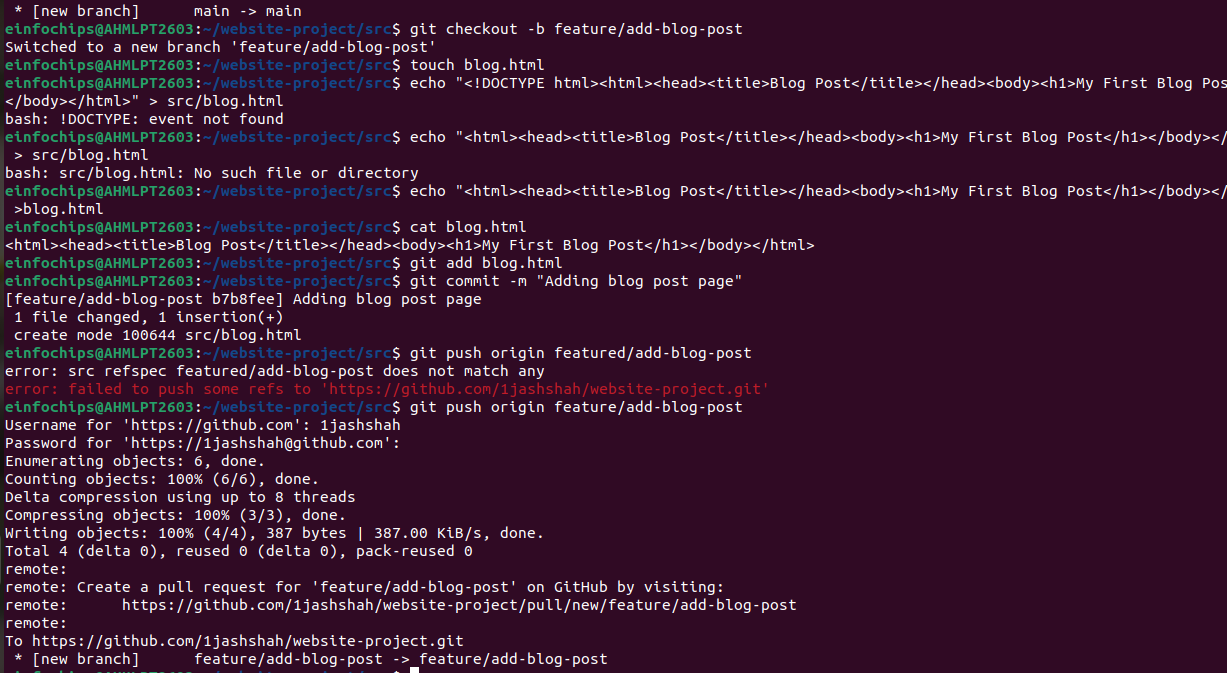 * [new branch]      main -> main
einfochips@AHMLPT2603:~/website-project/src$ git checkout -b feature/add-blog-post
Switched to a new branch 'feature/add-blog-post'
einfochips@AHMLPT2603:~/website-project/src$ touch blog.html
einfochips@AHMLPT2603:~/website-project/src$ echo "<!DOCTYPE html><html><head><title>Blog Post</title></head><body><h1>My First Blog Pos
</body></html>" > src/blog.html
bash: !DOCTYPE: event not found
einfochips@AHMLPT2603:~/website-project/src$ echo "<html><head><title>Blog Post</title></head><body><h1>My First Blog Post</h1></body></
 > src/blog.html
bash: src/blog.html: No such file or directory
einfochips@AHMLPT2603:~/website-project/src$ echo "<html><head><title>Blog Post</title></head><body><h1>My First Blog Post</h1></body></
 >blog.html
einfochips@AHMLPT2603:~/website-project/src$ cat blog.html
<html><head><title>Blog Post</title></head><body><h1>My First Blog Post</h1></body></html>
einfochips@AHMLPT2603:~/website-project/src$ git add blog.html
einfochips@AHMLPT2603:~/website-project/src$ git commit -m "Adding blog post page"
[feature/add-blog-post b7b8fee] Adding blog post page
 1 file changed, 1 insertion(+)
 create mode 100644 src/blog.html
einfochips@AHMLPT2603:~/website-project/src$ git push origin featured/add-blog-post
error: src refspec featured/add-blog-post does not match any
error: failed to push some refs to 'https://github.com/1jashshah/website-project.git'
einfochips@AHMLPT2603:~/website-project/src$ git push origin feature/add-blog-post
Username for 'https://github.com': 1jashshah
Password for 'https://1jashshah@github.com':
Enumerating objects: 6, done.
Counting objects: 100% (6/6), done.
Delta compression using up to 8 threads
Compressing objects: 100% (3/3), done.
Writing objects: 100% (4/4), 387 bytes | 387.00 KiB/s, done.
Total 4 (delta 0), reused 0 (delta 0), pack-reused 0
remote:
remote: Create a pull request for 'feature/add-blog-post' on GitHub by visiting:
remote:      https://github.com/1jashshah/website-project/pull/new/feature/add-blog-post
remote:
To https://github.com/1jashshah/website-project.git
 * [new branch]      feature/add-blog-post -> feature/add-blog-post